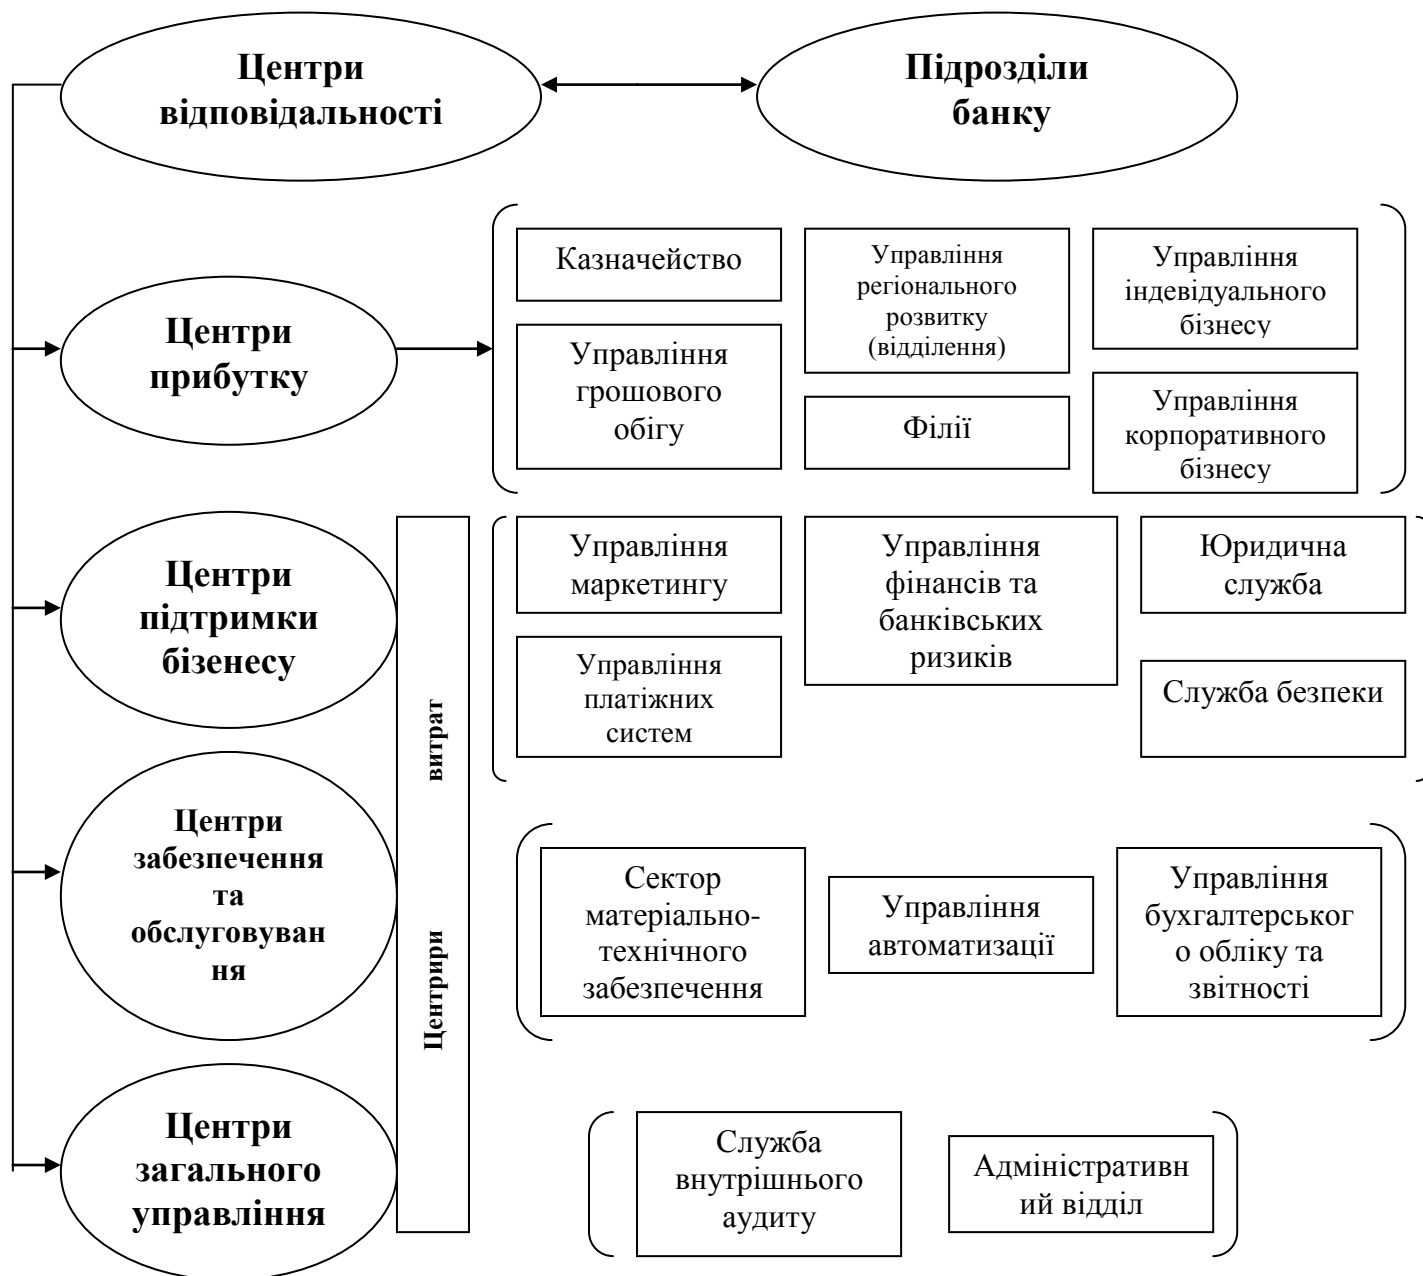 Центри
відповідальності
Підрозділи
банку
Центри
прибутку
Казначейство
Управління
грошового
обігу
Управління
регіонального
розвитку
(відділення)
Філії
Управління
індевідуального
бізнесу
Управління
корпоративного
бізнесу
Центри
підтримки
бізенесу
Центрири витрат
Управління
маркетингу
Управління
платіжних
систем
Управління
фінансів та
банківських
ризиків
Юридична
служба
Служба безпеки
Центри
забезпечення
та
обслуговуван
ня
Сектор
матеріально-
технічного
забезпечення
Управління
автоматизації
Управління
бухгалтерськог
о обліку та
звітності
Центри
загального
управління
Служба
внутрішнього
аудиту
Адміністративн
ий відділ